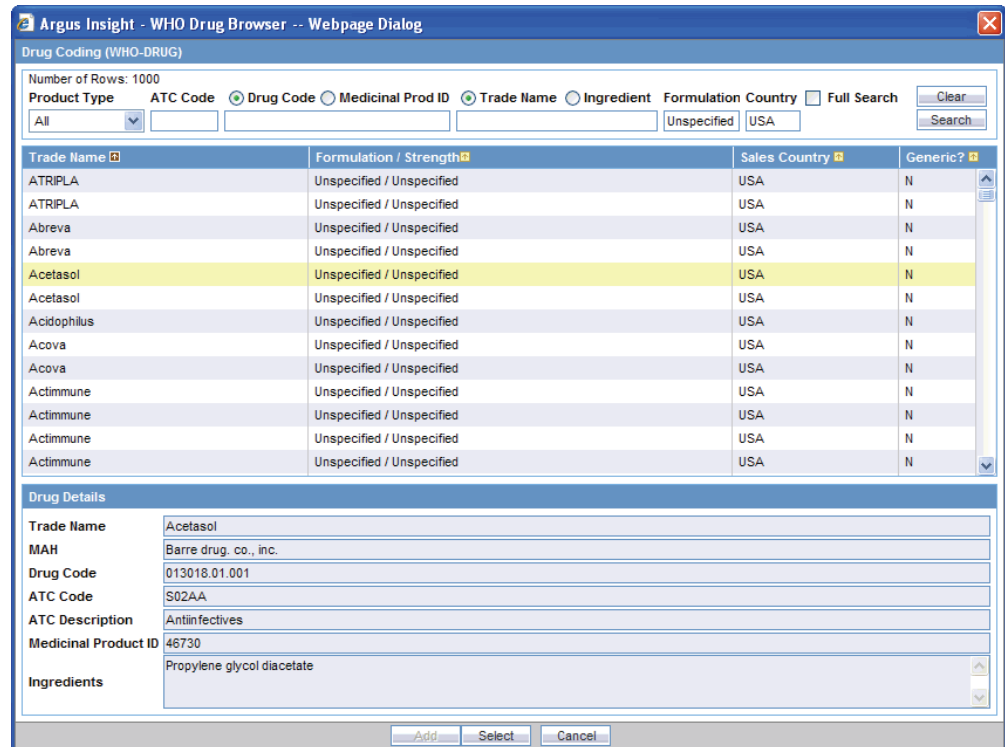 Argus Insight - WHO Drug Browser -- Webpage Dialog
Drug Coding (WHO-DRUG)
Number of Rows: 1000
Product Type ATC Code Drug Code Medicinal Prod ID Trade Name Ingredient Formulation Country Full Search Clear
All Unspecified USA Search
Trade Name Formulation / Strength Sales Country Generic?
ATRIPLA Unspecified / Unspecified USA N
ATRIPLA Unspecified / Unspecified USA N
Abreva Unspecified / Unspecified USA N
Abreva Unspecified / Unspecified USA N
Acetasol Unspecified / Unspecified USA N
Acetasol Unspecified / Unspecified USA N
Acidophilus Unspecified / Unspecified USA N
Acova Unspecified / Unspecified USA N
Acova Unspecified / Unspecified USA N
Actimmune Unspecified / Unspecified USA N
Actimmune Unspecified / Unspecified USA N
Actimmune Unspecified / Unspecified USA N
Actimmune Unspecified / Unspecified USA N
Drug Details
Trade Name Acetasol
MAH Barre drug. co., inc.
Drug Code 013018.01.001
ATC Code S02AA
ATC Description Antiinfectives
Medicinal Product ID 46730
Ingredients Propylene glycol diacetate
Add Select Cancel